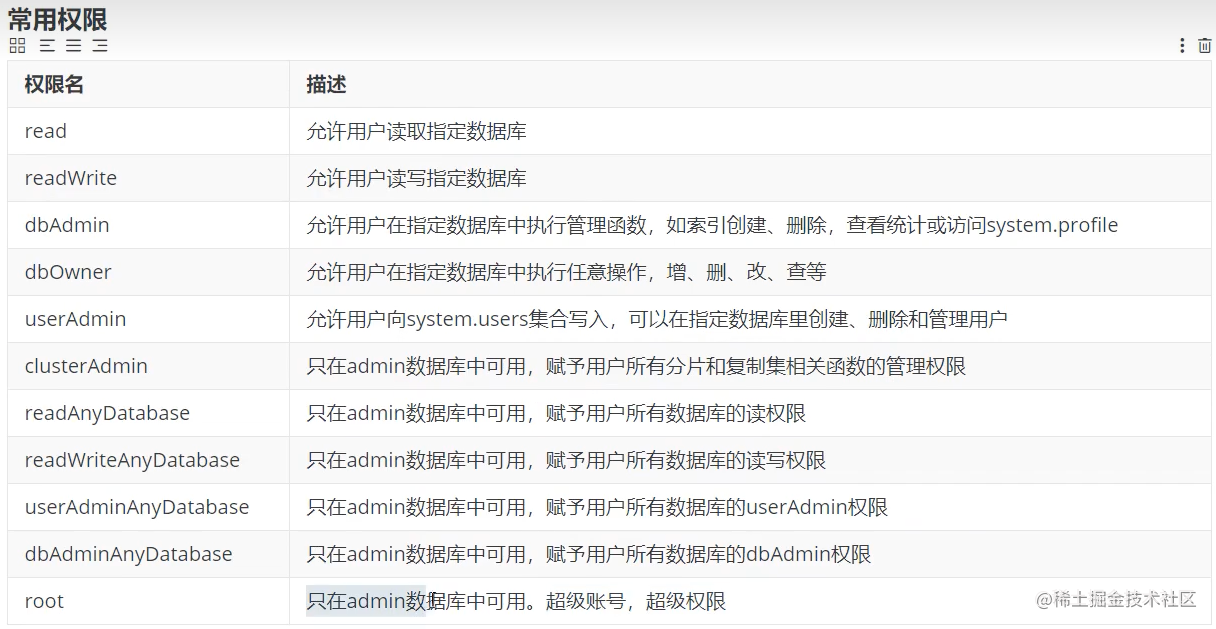 常用权限
权限名 描述
read 允许用户读取指定数据库
readWrite 允许用户读写指定数据库
dbAdmin 允许用户在指定数据库中执行管理函数，如索引创建、删除，查看统计或访问system.profile
dbOwner 允许用户在指定数据库中执行任意操作，增、删、改、查等
userAdmin 允许用户向system.users集合写入，可以在指定数据库里创建、删除和管理用户
clusterAdmin 只在admin数据库中可用，赋予用户所有分片和复制集相关函数的管理权限
readAnyDatabase 只在admin数据库中可用，赋予用户所有数据库的读权限
readWriteAnyDatabase 只在admin数据库中可用，赋予用户所有数据库的读写权限
userAdminAnyDatabase 只在admin数据库中可用，赋予用户所有数据库的userAdmin权限
dbAdminAnyDatabase 只在admin数据库中可用，赋予用户所有数据库的dbAdmin权限
root 只在admin数据库中可用。超级账号，超级权限
@稀土掘金技术社区